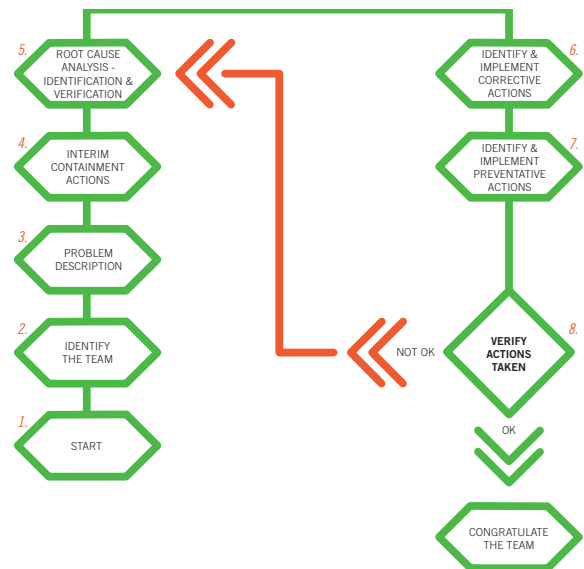 5.
ROOT CAUSE
ANALYSIS -
IDENTIFICATION &
VERIFICATION
4.
INTERIM
CONTAINMENT
ACTIONS
3.
PROBLEM
DESCRIPTION
2.
IDENTIFY
THE TEAM
1.
START
6.
IDENTIFY &
IMPLEMENT
CORRECTIVE
ACTIONS
7.
IDENTIFY &
IMPLEMENT
PREVENTATIVE
ACTIONS
8.
VERIFY
ACTIONS
TAKEN
NOT OK
OK
CONGRATULATE
THE TEAM